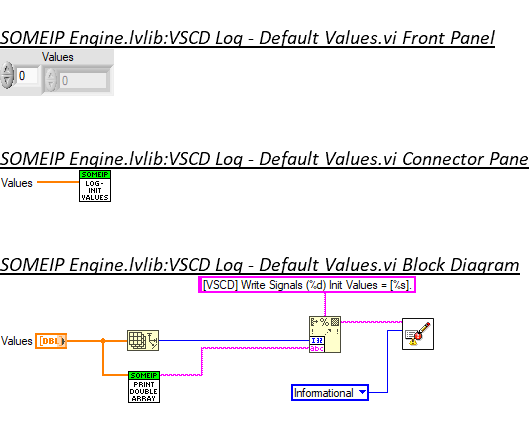 SOMEIP Engine.lvlib:VSCD Log - Default Values.vi Front Panel
Values
0
0
SOMEIP Engine.lvlib:VSCD Log - Default Values.vi Connector Pane
Values
SOMEIP
LOG-
INIT
VALUES
SOMEIP Engine.lvlib:VSCD Log - Default Values.vi Block Diagram
[VSCD] Write Signals (%d) Init Values = [%s].
Values
[DBL]
I32
abc
SOMEIP
PRINT
DOUBLE
ARRAY
Informational